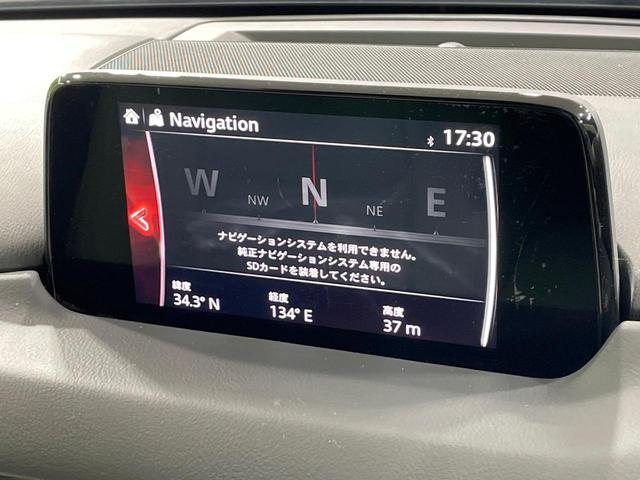 Navigation
17:30
W NW N NE E
ナビゲーションシステムを利用できません。
純正ナビゲーションシステム専用の
SDカードを装着してください。
緯度 経度 高度
34.3° N 134° E 37 m